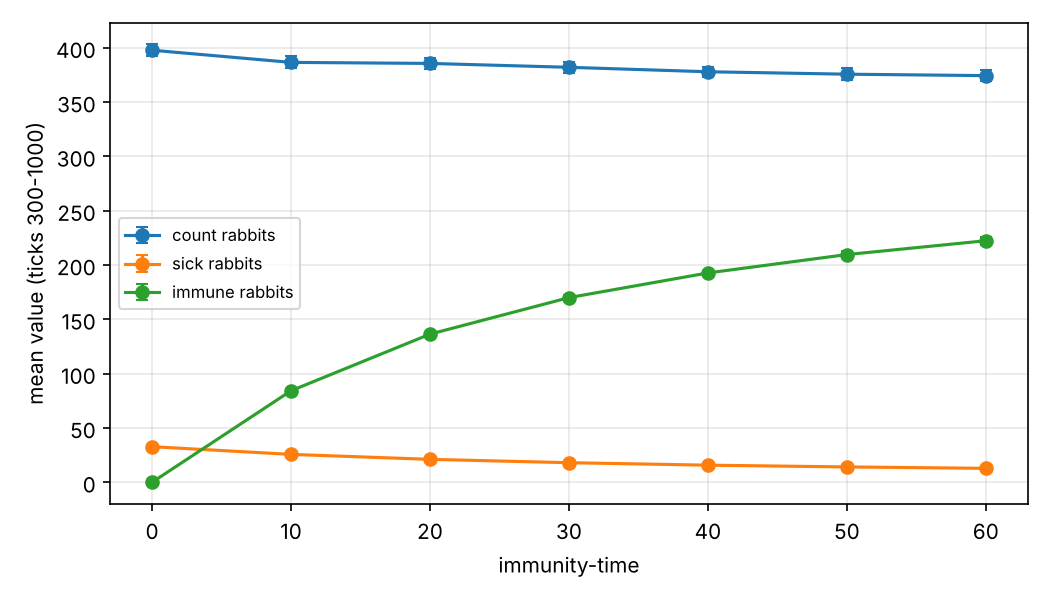 400
350
300
250
200
150
100
50
0
mean value (ticks 300-1000)
count rabbits
sick rabbits
immune rabbits
0 10 20 30 40 50 60
immunity-time